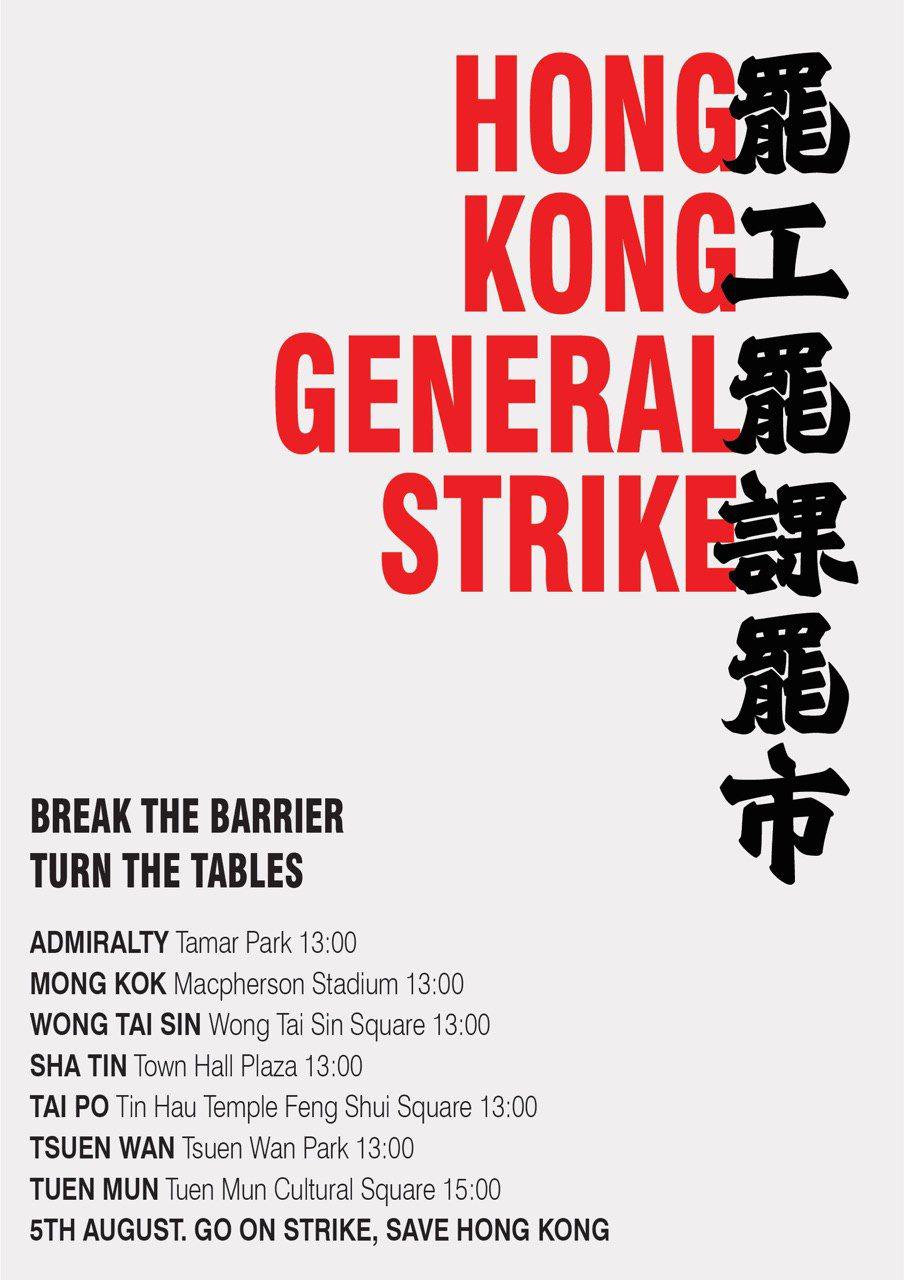 HONG
KONG
GENERAL
STRIKE
罷工罷課罷市
BREAK THE BARRIER
TURN THE TABLES
ADMIRALTY Tamar Park 13:00
MONG KOK Macpherson Stadium 13:00
WONG TAI SIN Wong Tai Sin Square 13:00
SHA TIN Town Hall Plaza 13:00
TAI PO Tin Hau Temple Feng Shui Square 13:00
TSUEN WAN Tsuen Wan Park 13:00
TUEN MUN Tuen Mun Cultural Square 15:00
5TH AUGUST. GO ON STRIKE, SAVE HONG KONG